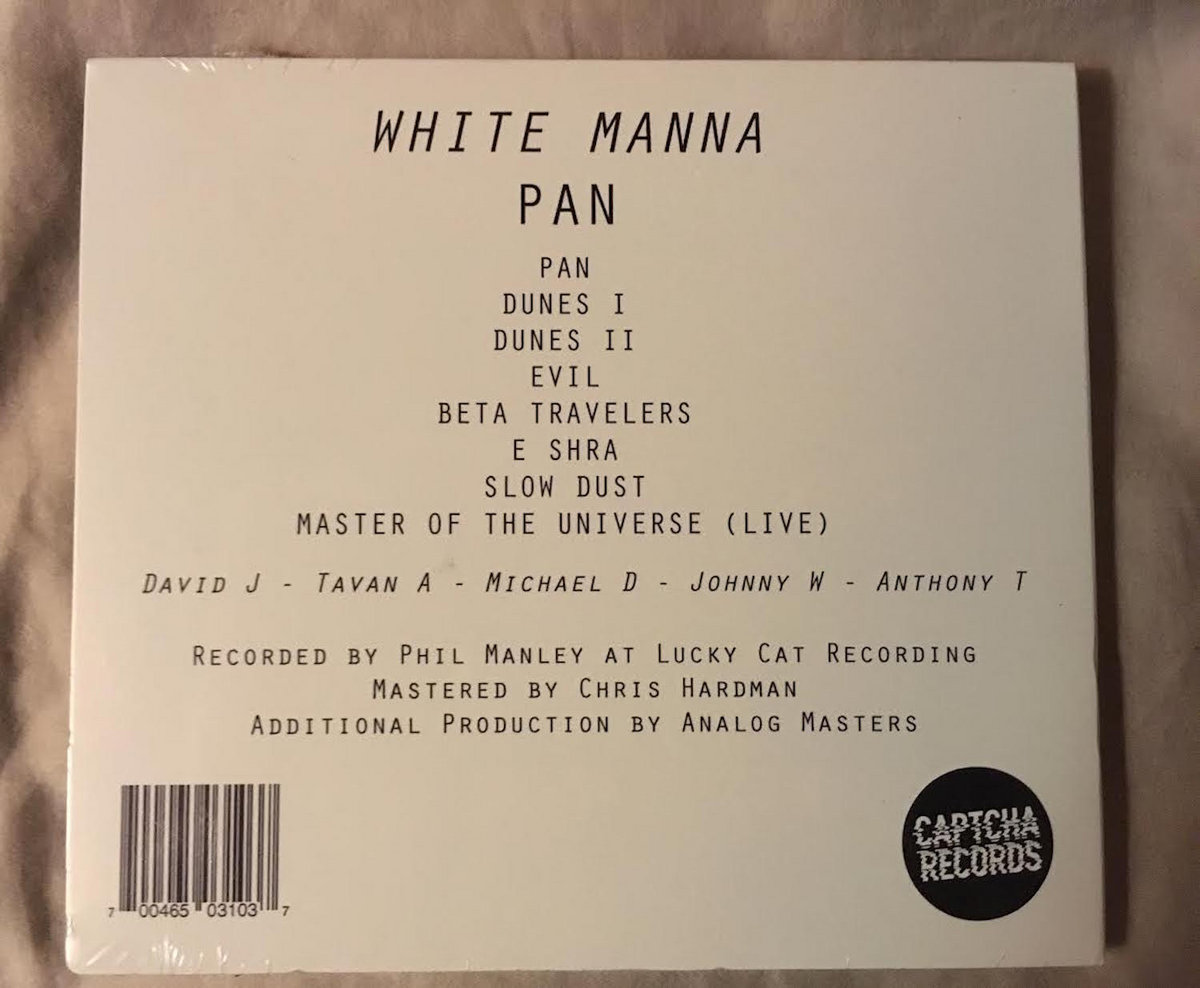 WHITE MANNA
PAN
PAN
DUNES I
DUNES II
EVIL
BETA TRAVELERS
E SHRA
SLOW DUST
MASTER OF THE UNIVERSE (LIVE)
DAVID J - TAVAN A - MICHAEL D - JOHNNY W - ANTHONY T
RECORDED BY PHIL MANLEY AT LUCKY CAT RECORDING
MASTERED BY CHRIS HARDMAN
ADDITIONAL PRODUCTION BY ANALOG MASTERS
7 00465 03103 7
CAPTCHA
RECORDS